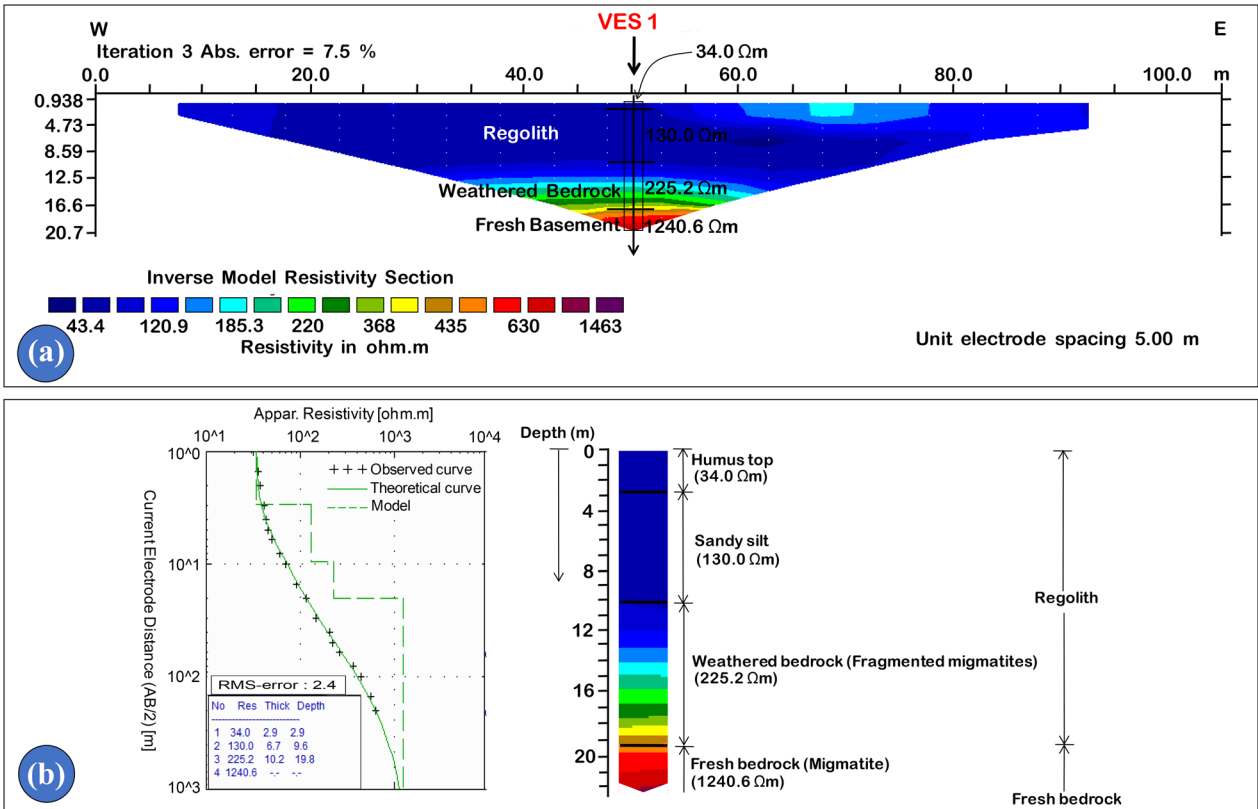 VES 1
W
E
Iteration 3 Abs. error = 7.5 %
34.0 Ωm
0.0 20.0 40.0 60.0 80.0 100.0 m
0.938
4.73
8.59
12.5
16.6
20.7
Regolith
130.0 Ωm
Weathered Bedrock
225.2 Ωm
Fresh Basement
1240.6 Ωm
Inverse Model Resistivity Section
43.4 120.9 185.3 220 368 435 630 1463
Resistivity in ohm.m
Unit electrode spacing 5.00 m
(a)
Appar. Resistivity [ohm.m]
10^1 10^2 10^3 10^4
10^0
10^1
10^2
10^3
Current Electrode Distance (AB/2) [m]
+ + + Observed curve
Theoretical curve
Model
RMS-error : 2.4
No Res Thick Depth
1 34.0 2.9 2.9
2 130.0 6.7 9.6
3 225.2 10.2 19.8
4 1240.6 -.- -.-
Depth (m)
0
4
8
12
16
20
Humus top
(34.0 Ωm)
Sandy silt
(130.0 Ωm)
Weathered bedrock (Fragmented migmatites)
(225.2 Ωm)
Fresh bedrock (Migmatite)
(1240.6 Ωm)
Regolith
Fresh bedrock
(b)